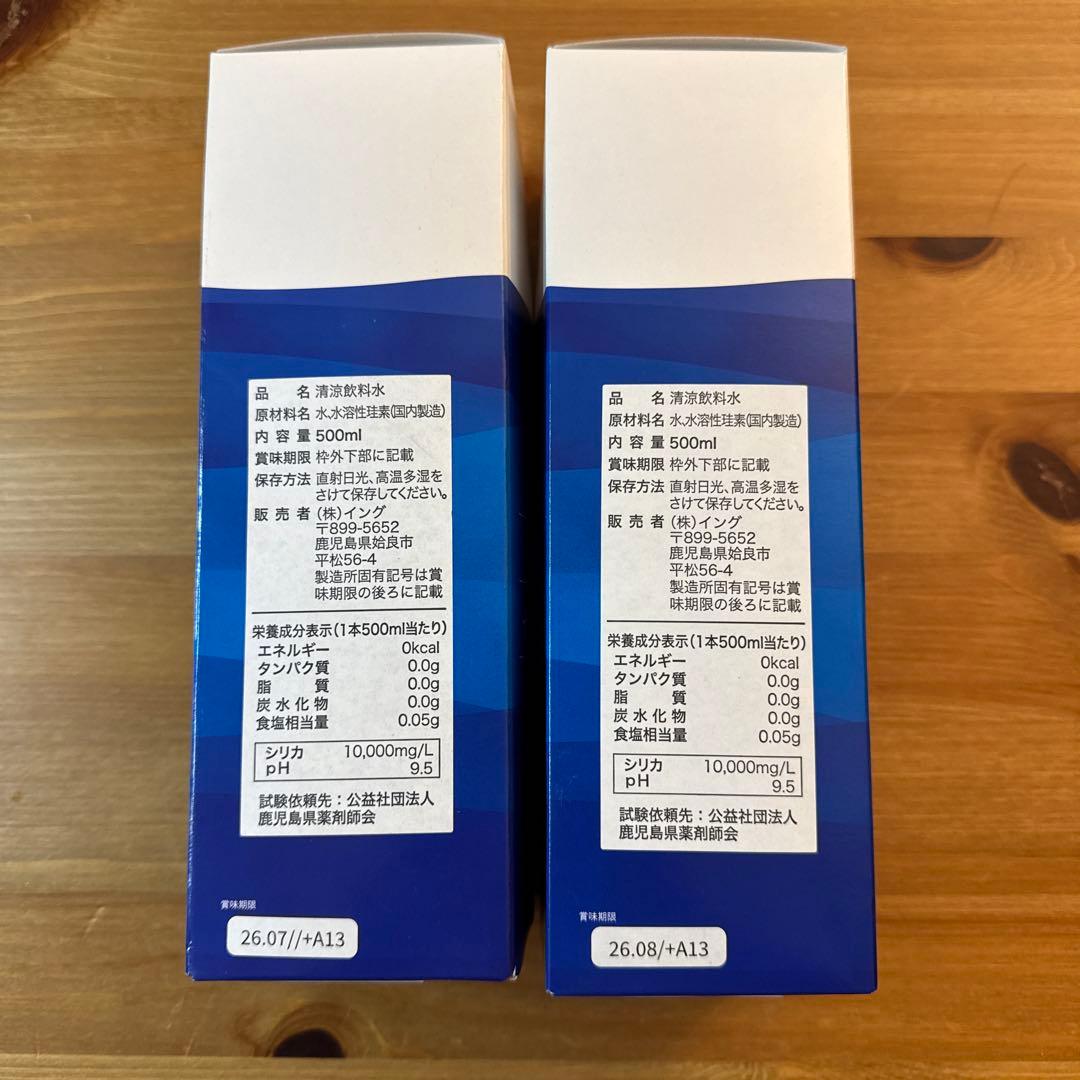 品名 清涼飲料水
原材料名 水、水溶性珪素(国内製造)
内容量 500ml
賞味期限 枠外下部に記載
保存方法 直射日光、高温多湿を
さけて保存してください。
販売者 (株)イング
〒899-5652
鹿児島県姶良市
平松56-4
製造所固有記号は賞
味期限の後ろに記載
栄養成分表示(1本500ml当たり)
エネルギー 0kcal
タンパク質 0.0g
脂質 0.0g
炭水化物 0.0g
食塩相当量 0.05g
シリカ 10,000mg/L
pH 9.5
試験依頼先:公益社団法人
鹿児島県薬剤師会
賞味期限
26.07//+A13
品名 清涼飲料水
原材料名 水、水溶性珪素(国内製造)
内容量 500ml
賞味期限 枠外下部に記載
保存方法 直射日光、高温多湿を
さけて保存してください。
販売者 (株)イング
〒899-5652
鹿児島県姶良市
平松56-4
製造所固有記号は賞
味期限の後ろに記載
栄養成分表示(1本500ml当たり)
エネルギー 0kcal
タンパク質 0.0g
脂質 0.0g
炭水化物 0.0g
食塩相当量 0.05g
シリカ 10,000mg/L
pH 9.5
試験依頼先:公益社団法人
鹿児島県薬剤師会
賞味期限
26.08/+A13